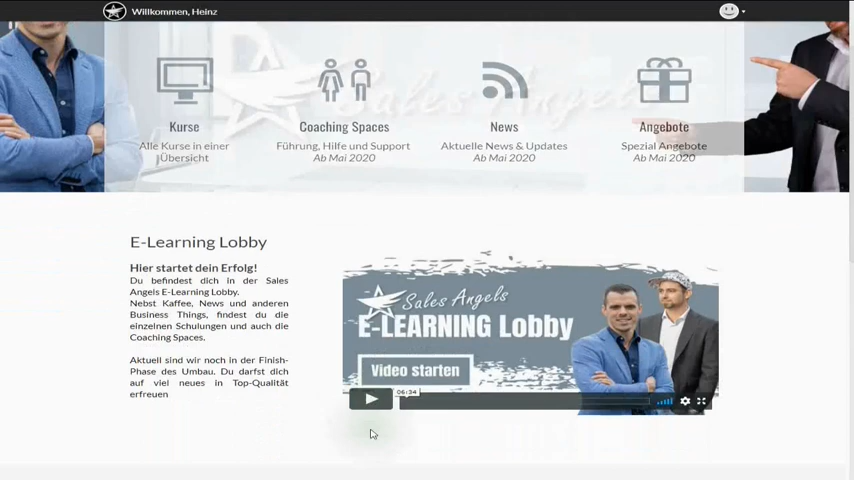 Willkommen, Heinz
Sales Angels
Kurse
Alle Kurse in einer
Übersicht
Coaching Spaces
Führung, Hilfe und Support
Ab Mai 2020
News
Aktuelle News & Updates
Ab Mai 2020
Angebote
Spezial Angebote
Ab Mai 2020
E-Learning Lobby
Hier startet dein Erfolg!
Du befindest dich in der Sales
Angels E-Learning Lobby.
Nebst Kaffee, News und anderen
Business Things, findest du die
einzelnen Schulungen und auch die
Coaching Spaces.
Aktuell sind wir noch in der Finish-
Phase des Umbau. Du darfst dich
auf viel neues in Top-Qualität
erfreuen
Sales Angels
E-LEARNING Lobby
Video starten
06:34